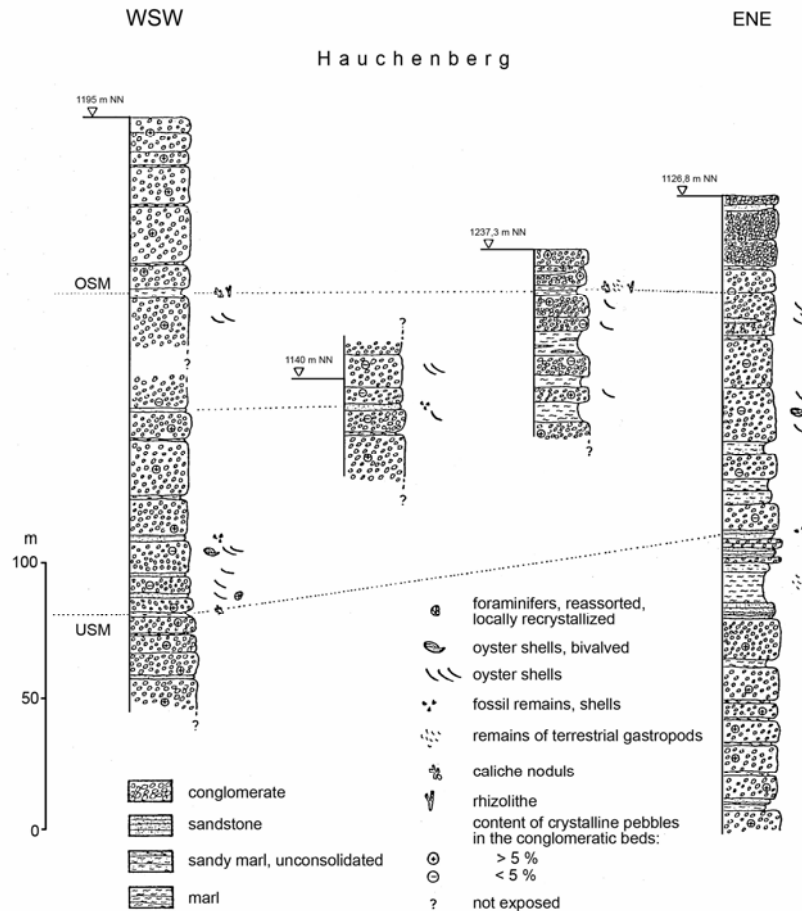 WSW
ENE
Hauchenberg
1195 m NN
1126,8 m NN
1237,3 m NN
OSM
?
?
1140 m NN
?
?
m
100
USM
50
?
0
foraminifers, reassorted,
locally recrystallized
oyster shells, bivalved
oyster shells
fossil remains, shells
remains of terrestrial gastropods
caliche noduls
rhizolithe
content of crystalline pebbles
in the conglomeratic beds:
> 5 %
< 5 %
? not exposed
conglomerate
sandstone
sandy marl, unconsolidated
marl